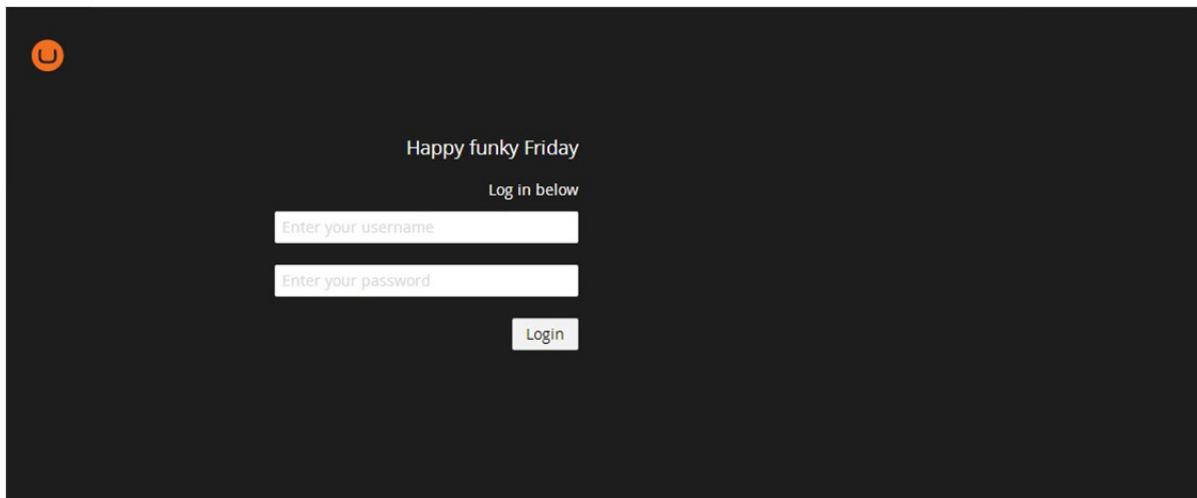 Happy funky Friday
Log in below
Enter your username
Enter your password
Login